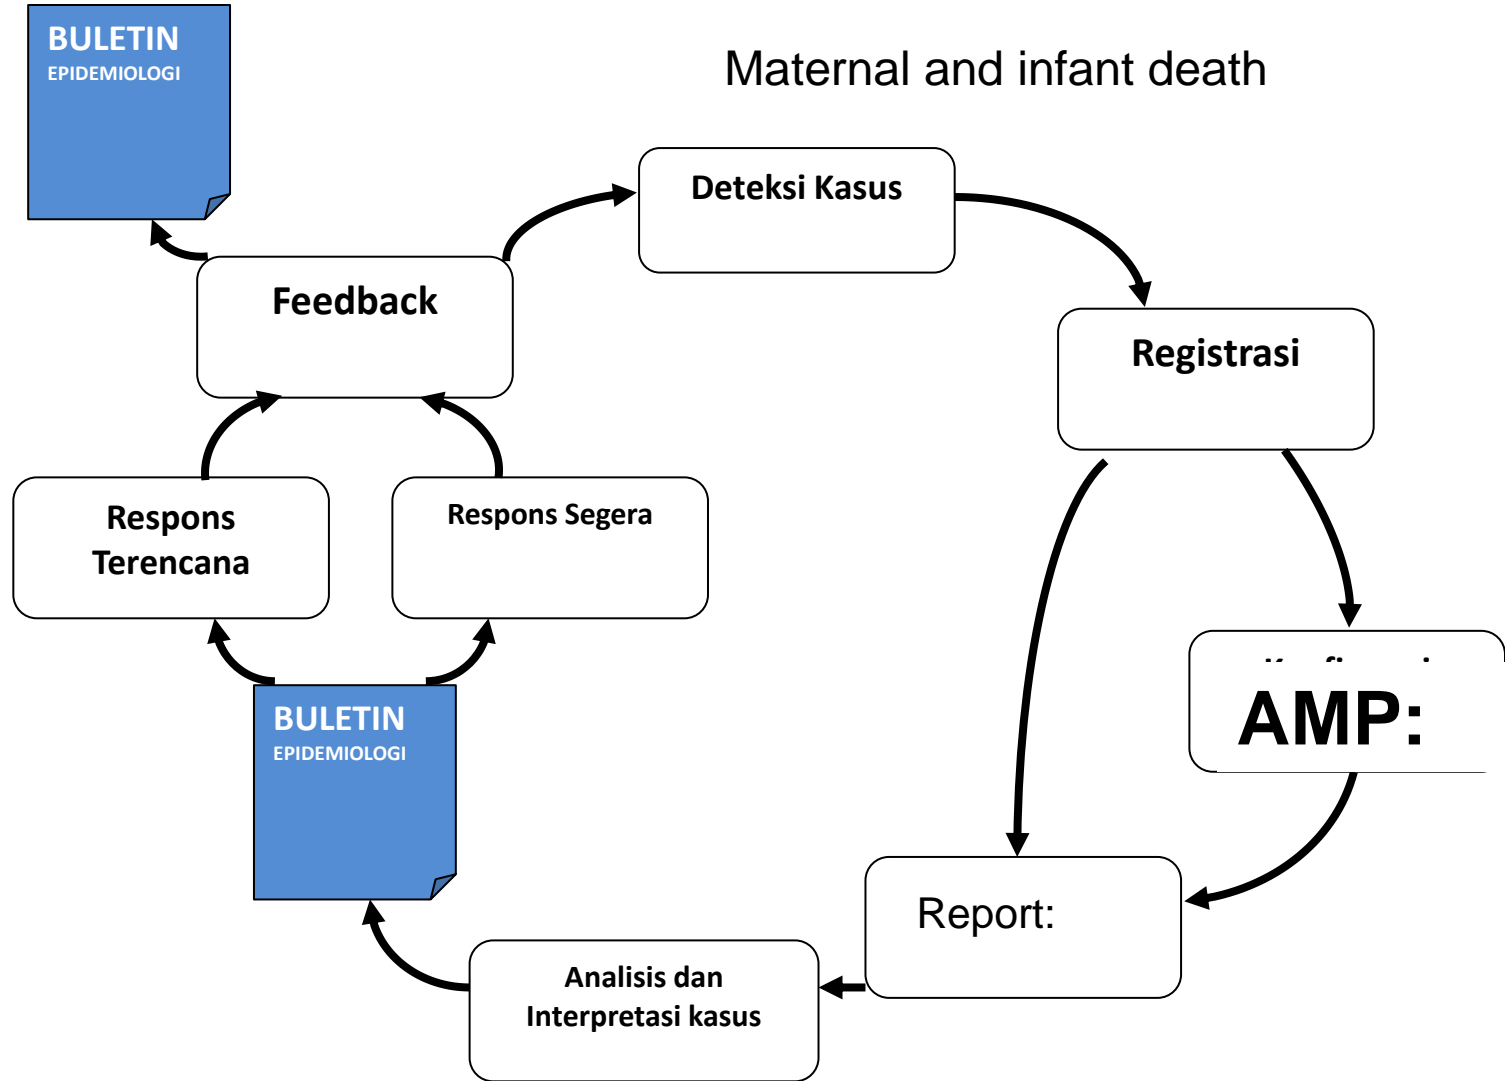 BULETIN
EPIDEMIOLOGI
Maternal and infant death
Deteksi Kasus
Feedback
Registrasi
Respons
Terencana
Respons Segera
AMP:
BULETIN
EPIDEMIOLOGI
Report:
Analisis dan
Interpretasi kasus